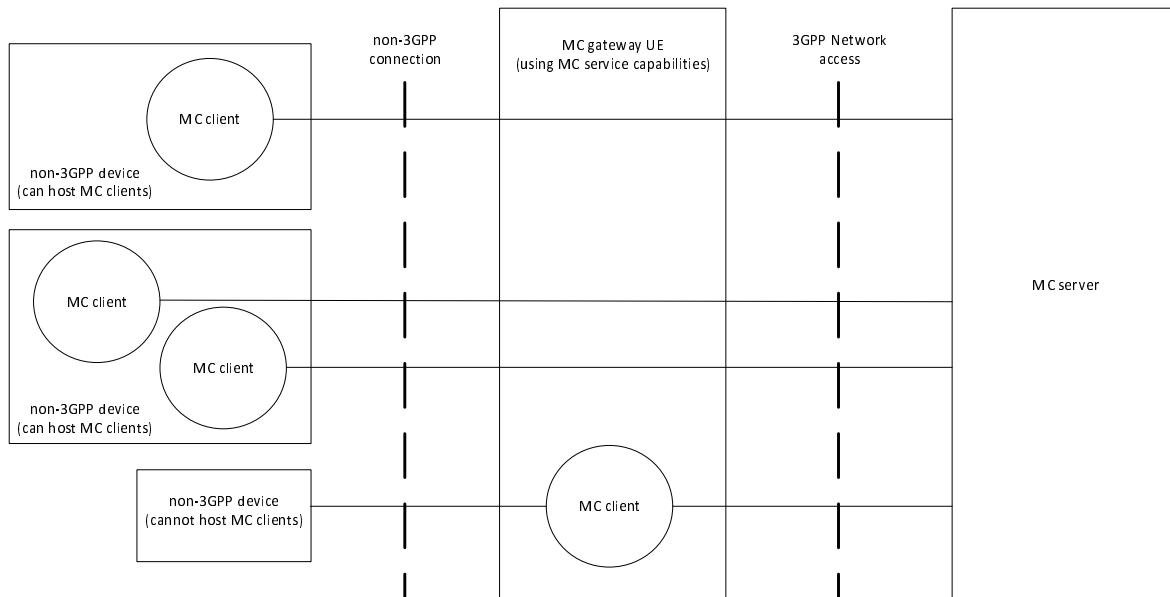 non-3GPP
connection
MC gateway UE
(using MC service capabilities)
3GPP Network
access
MC client
non-3GPP device
(can host MC clients)
MC client
MC client
non-3GPP device
(can host MC clients)
MC server
non-3GPP device
(cannot host MC clients)
MC client